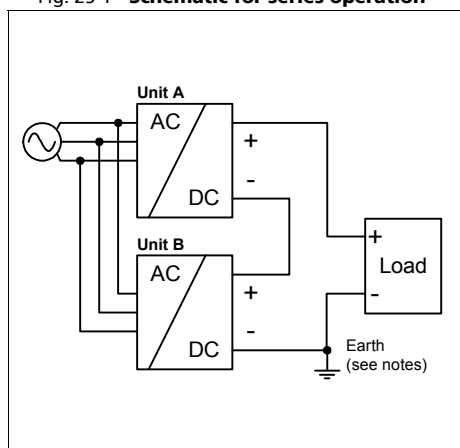 Fig. 25-1 Schematic for series operation
Unit A
AC
+
-
DC
Unit B
AC
+
-
DC
+
Load
-
Earth
(see notes)